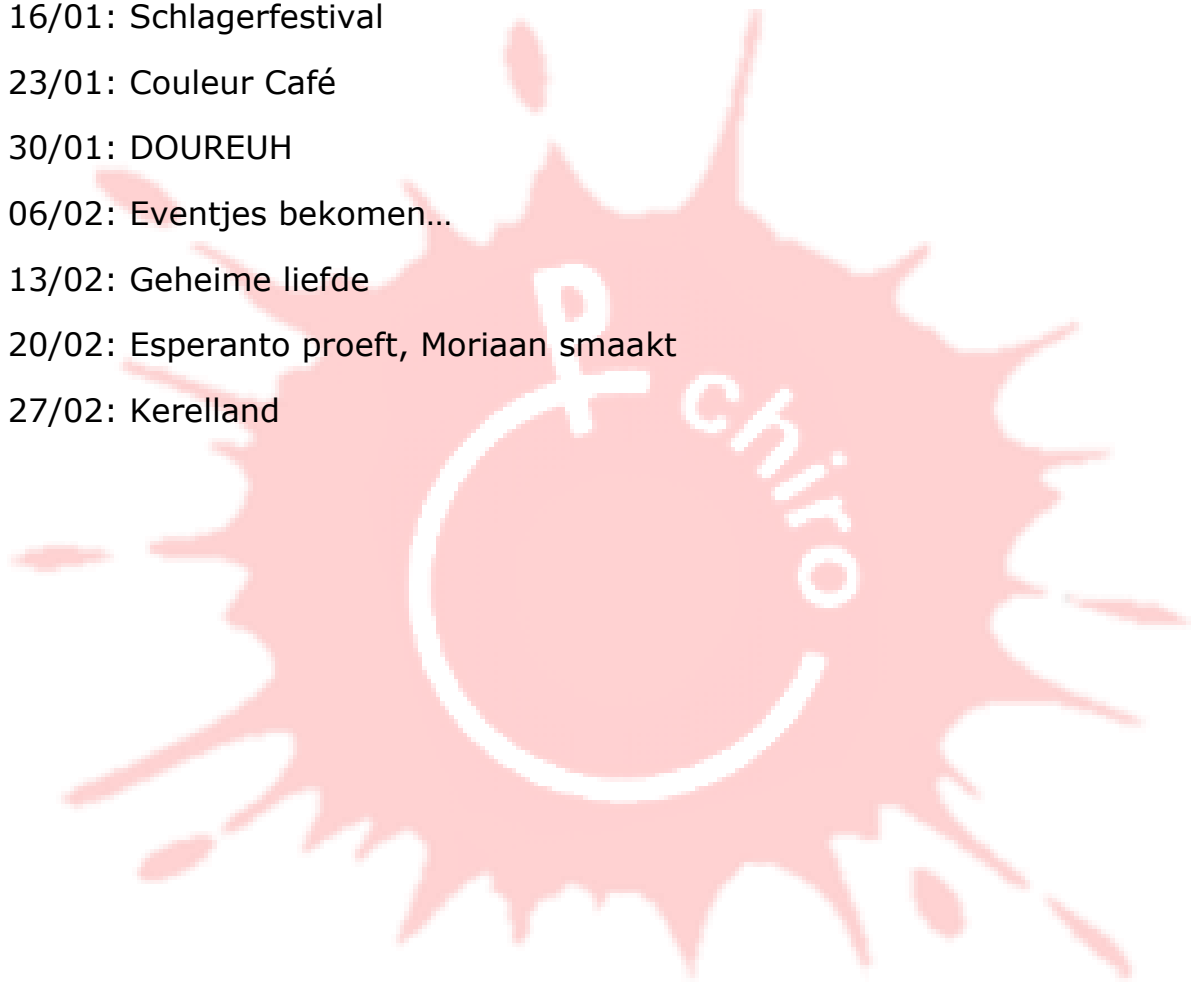 16/01: Schlagerfestival
23/01: Couleur Café
30/01: DOUREUH
06/02: Eventjes bekomen…
13/02: Geheime liefde
20/02: Esperanto proeft, Moriaan smaakt
27/02: Kerelland
chiro